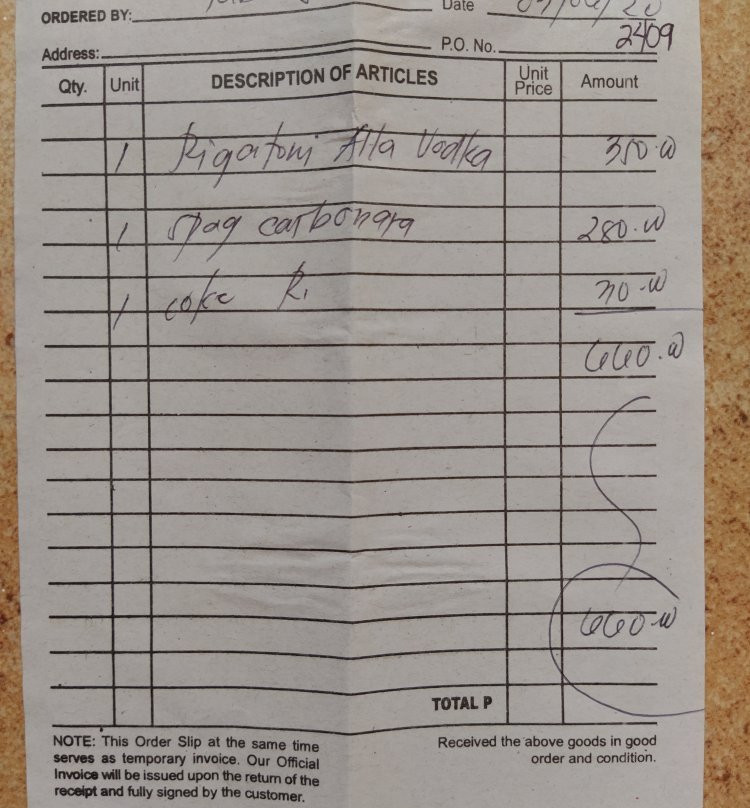 ORDERED BY: Date
2409
Address: P.O. No.
Qty. Unit DESCRIPTION OF ARTICLES Unit Price Amount
1 Rigatoni Alla Vodka 350.00
1 spag carbonara 280.00
1 coke R. 30.00
660.00
660.00
TOTAL P
NOTE: This Order Slip at the same time
serves as temporary invoice. Our Official
Invoice will be issued upon the return of the
receipt and fully signed by the customer.
Received the above goods in good
order and condition.